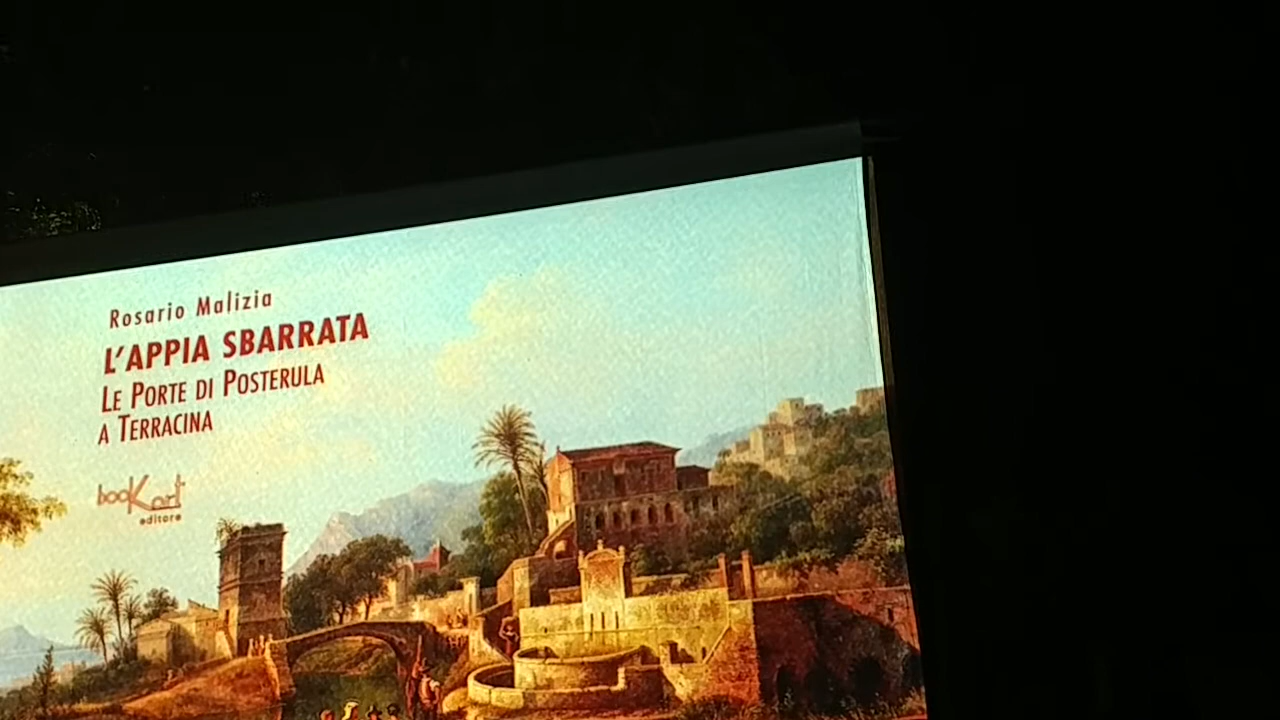 Rosario Malizia
L'APPIA SBARRATA
LE PORTE DI POSTERULA
A TERRACINA
booKart
editore